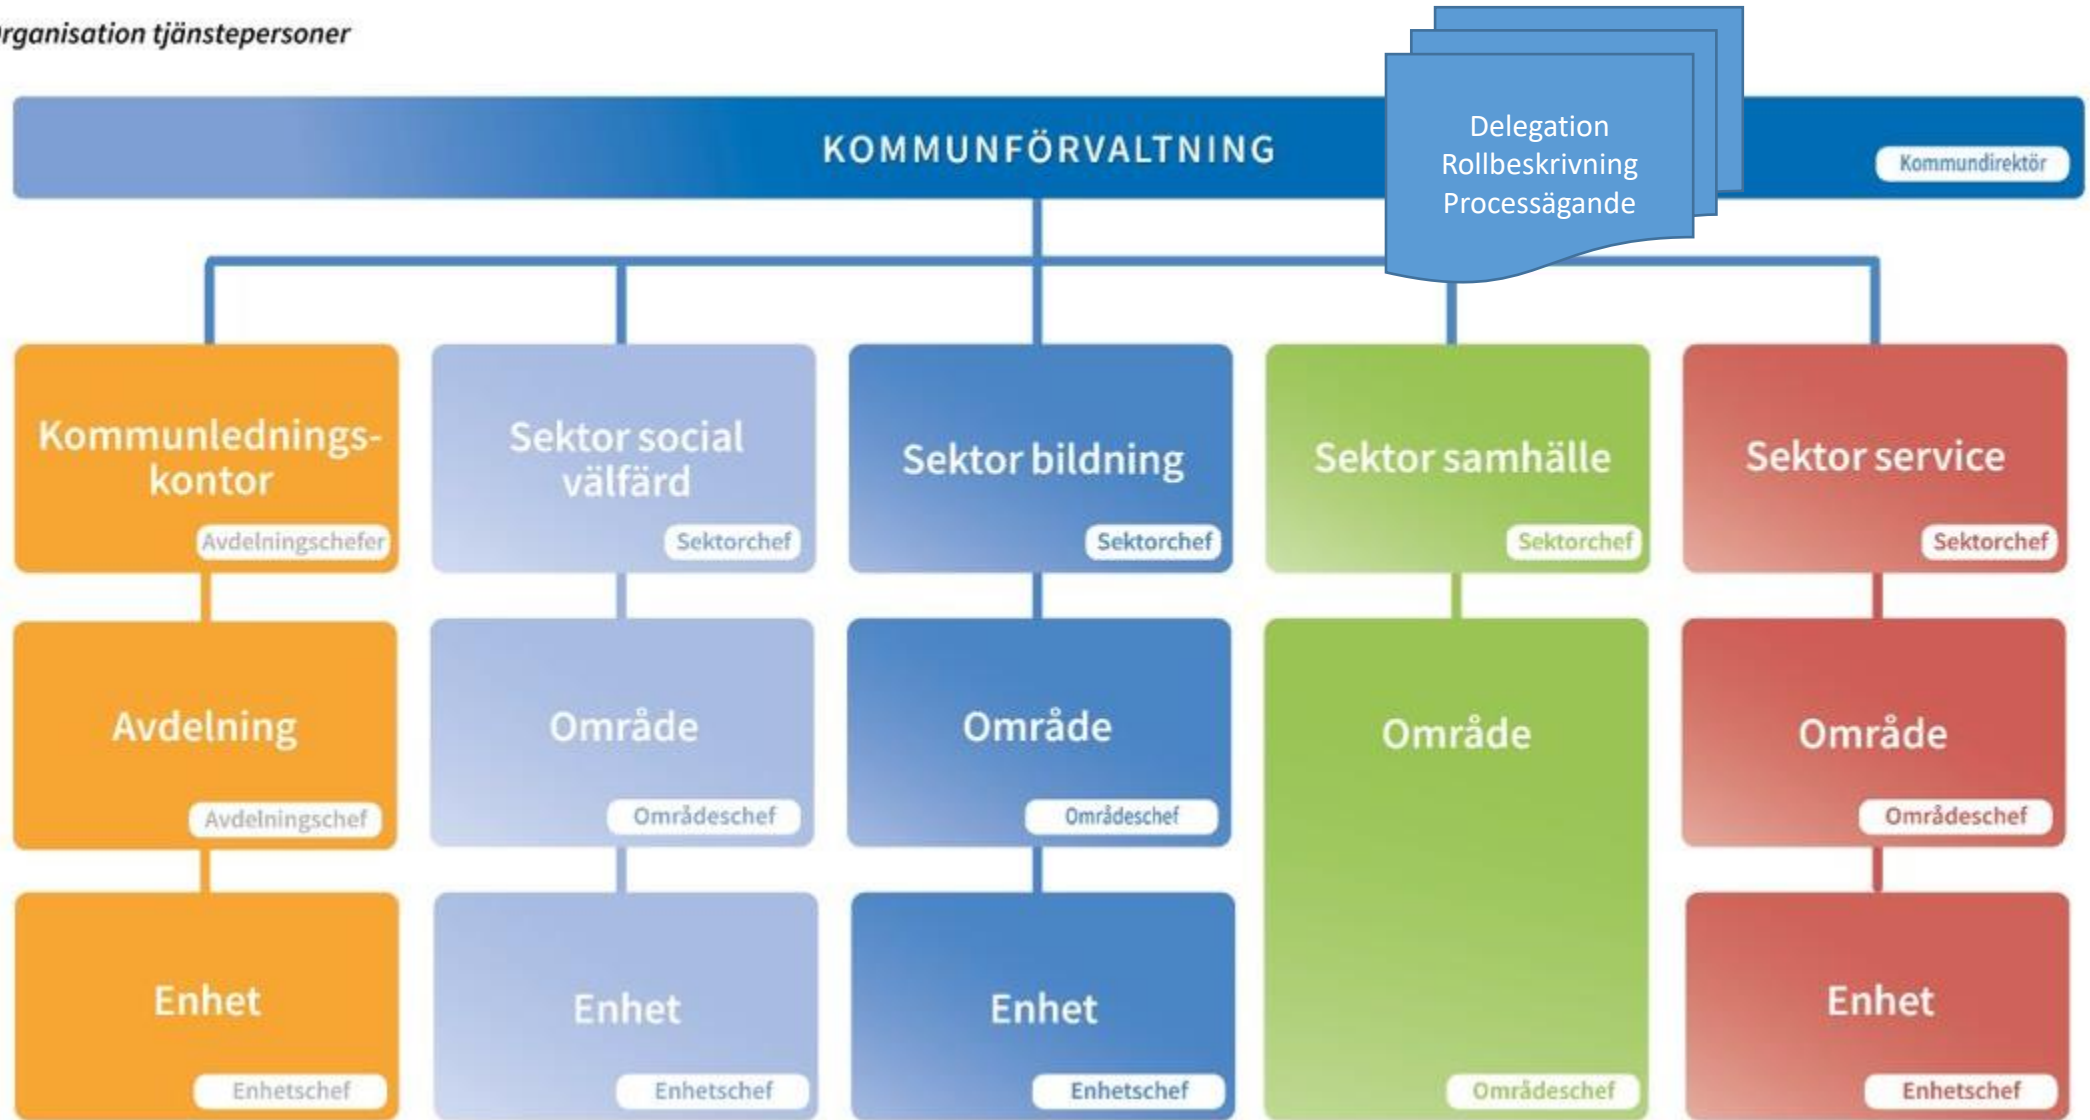 rganisation tjänstepersoner
KOMMUNFÖRVALTNING
Delegation
Rollbeskrivning
Processägande
Kommundirektör
Kommunlednings-
kontor
Avdelningschefer
Sektor social
välfärd
Sektorchef
Sektor bildning
Sektorchef
Sektor samhälle
Sektorchef
Sektor service
Sektorchef
Avdelning
Avdelningschef
Område
Områdeschef
Område
Områdeschef
Område
Områdeschef
Område
Områdeschef
Enhet
Enhetschef
Enhet
Enhetschef
Enhet
Enhetschef
Enhet
Enhetschef